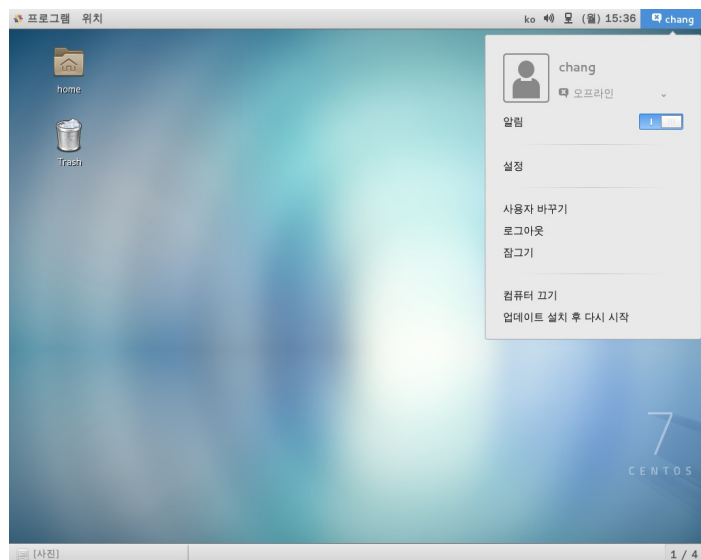 프로그램 위치 ko (월) 15:36 chang
home
Trash
chang
오프라인
알림
설정
사용자 바꾸기
로그아웃
잠그기
컴퓨터 끄기
업데이트 설치 후 다시 시작
7
CENTOS
[사진] 1 / 4